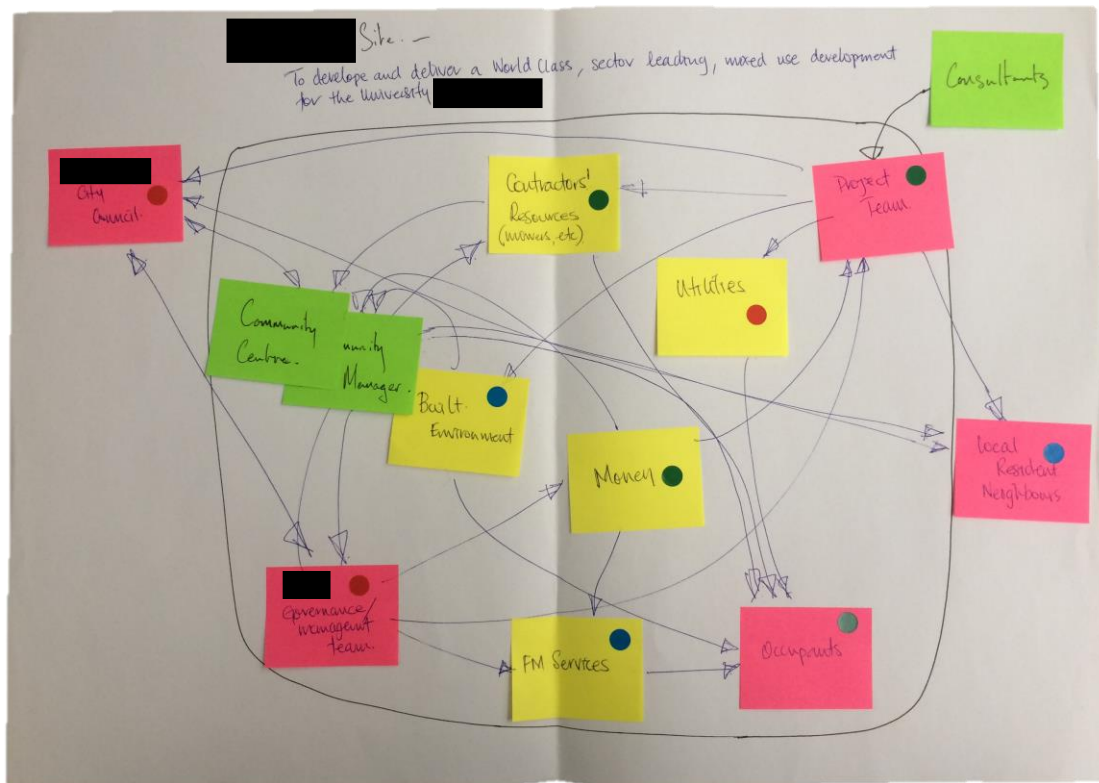 Site. —
To develope and deliver a World Class, sector leading, mixed use development
for the University
Consultants
City
Council.
Contractors'
Resources
(mowers, etc)
Project
Team
Utilities
Community
Centre.
unity
Manager.
Built
Environment
Money
Local
Resident
Neighbours
Governance/
management
team.
FM Services
Occupants